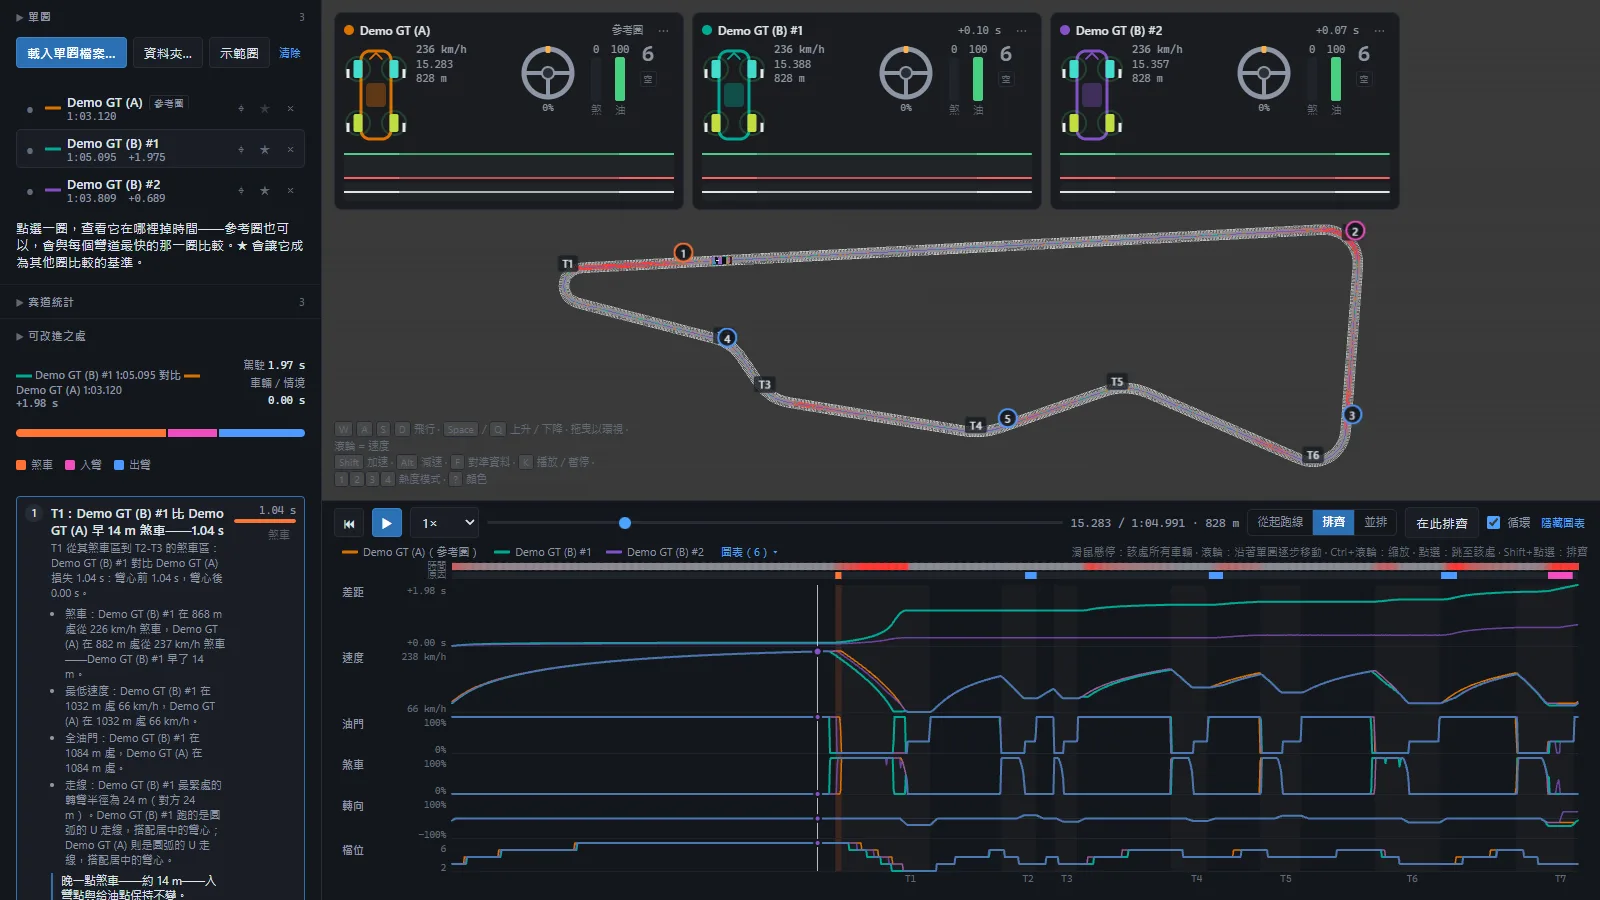 ▶ 單圈 3
載入單圈檔案... 資料夾... 示範圈 清除
Demo GT (A) 參考圈
1:03.120
Demo GT (B) #1
1:05.095 +1.975
Demo GT (B) #2
1:03.809 +0.689
點選一圈，查看它在哪裡掉時間——參考圈也可
以，會與每個彎道最快的那一圈比較。★ 會讓它成
為其他圈比較的基準。
▶ 賽道統計 3
▶ 可改進之處
Demo GT (B) #1 1:05.095 對比
Demo GT (A) 1:03.120
+1.98 s
駕駛 1.97 s
車輛 / 情境
0.00 s
煞車 入彎 出彎
1 T1：Demo GT (B) #1 比 Demo
GT (A) 早 14 m 煞車——1.04 s
1.04 s
煞車
T1 從其煞車區到 T2-T3 的煞車區：
Demo GT (B) #1 對比 Demo GT (A)
損失 1.04 s：彎心前 1.04 s，彎心後
0.00 s。
• 煞車：Demo GT (B) #1 在 868 m
處從 226 km/h 煞車，Demo GT
(A) 在 882 m 處從 237 km/h 煞車
——Demo GT (B) #1 早了 14
m。
• 最低速度：Demo GT (B) #1 在
1032 m 處 66 km/h，Demo GT
(A) 在 1032 m 處 66 km/h。
• 全油門：Demo GT (B) #1 在
1084 m 處，Demo GT (A) 在
1084 m 處。
• 走線：Demo GT (B) #1 最緊處的
轉彎半徑為 24 m（對方 24
m）。Demo GT (B) #1 跑的是圓
弧的 U 走線，搭配居中的彎心；
Demo GT (A) 則是圓弧的 U 走
線，搭配居中的彎心。
晚一點煞車——約 14 m——入
彎點與給油點保持不變。
Demo GT (A) 參考圈 ···
236 km/h
15.283
828 m
0%
0 100 6
空
煞 油
Demo GT (B) #1 +0.10 s ···
236 km/h
15.388
828 m
0%
0 100 6
空
煞 油
Demo GT (B) #2 +0.07 s ···
236 km/h
15.357
828 m
0%
0 100 6
空
煞 油
T1 1 2
4
T3 T5 3
T4 5 T6
W A S D 飛行· Space / Q 上升 / 下降·拖曳以環視·
滾輪 = 速度
Shift 加速· Alt 減速· F 對準資料· K 播放 / 暫停·
1 2 3 4 熱度模式· ? 顏色
1×
15.283 / 1:04.991 · 828 m
從起跑線 對齊 並排 在此對齊 循環 隱藏圖表
Demo GT (A)（參考圈） Demo GT (B) #1 Demo GT (B) #2 圖表（6）
滑鼠懸停：該處所有車輛·滾輪：沿著單圈逐步移動·Ctrl+滾輪：縮放·點選：跳至該處·Shift+點選：對齊
時間
原因
差距 +1.98 s
+0.00 s
速度 238 km/h
66 km/h
油門 100%
0%
煞車 100%
0%
轉向 100%
−100%
檔位 6
2
T1 T2 T3 T4 T5 T6 T7